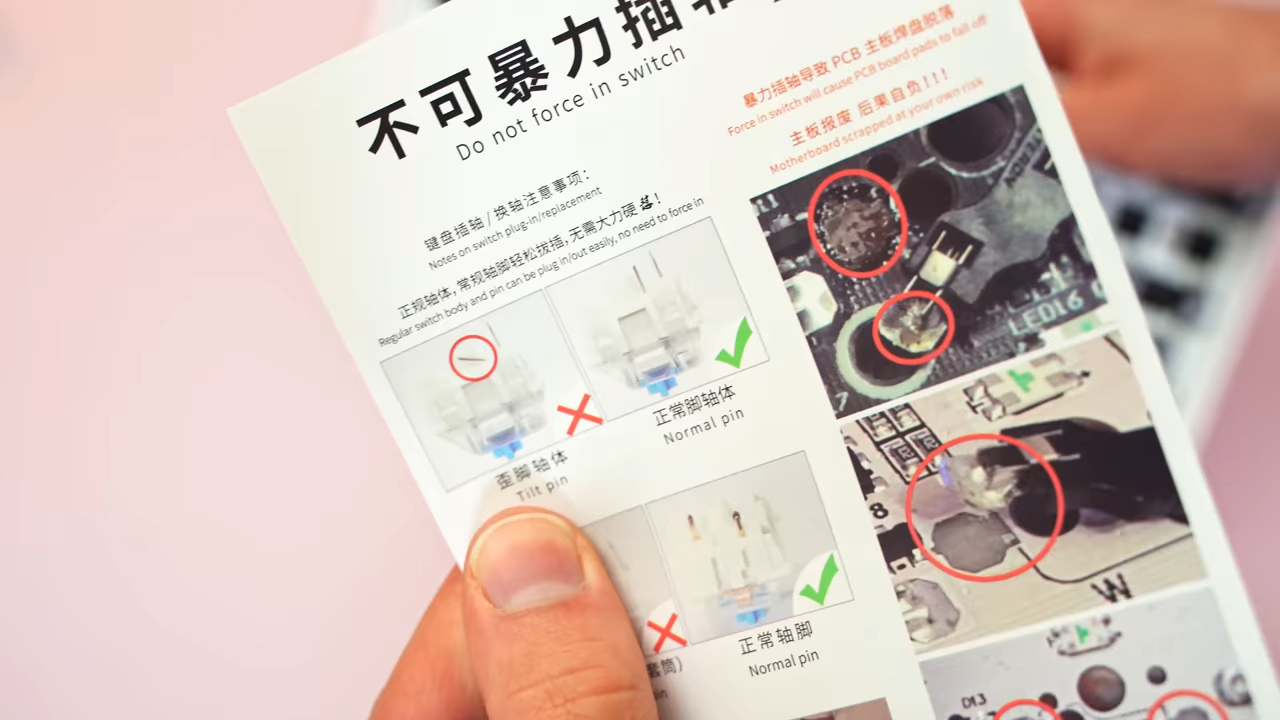 不可暴力插
Do not force in switch
键盘插轴/换轴注意事项：
Notes on switch plug-in/replacement
正规轴体，常规轴脚轻松拔插，无需大力硬怼！
Regular switch body and pin can be plug in/out easily, no need to force in
歪脚轴体
Tilt pin
正常脚轴体
Normal pin
套筒）
正常轴脚
Normal pin
暴力插轴导致 PCB 主板焊盘脱落
Force in switch will cause PCB board pads to fall off
主板报废 后果自负！！！
Motherboard scrapped at your own risk
LED16
7
8
W
D13